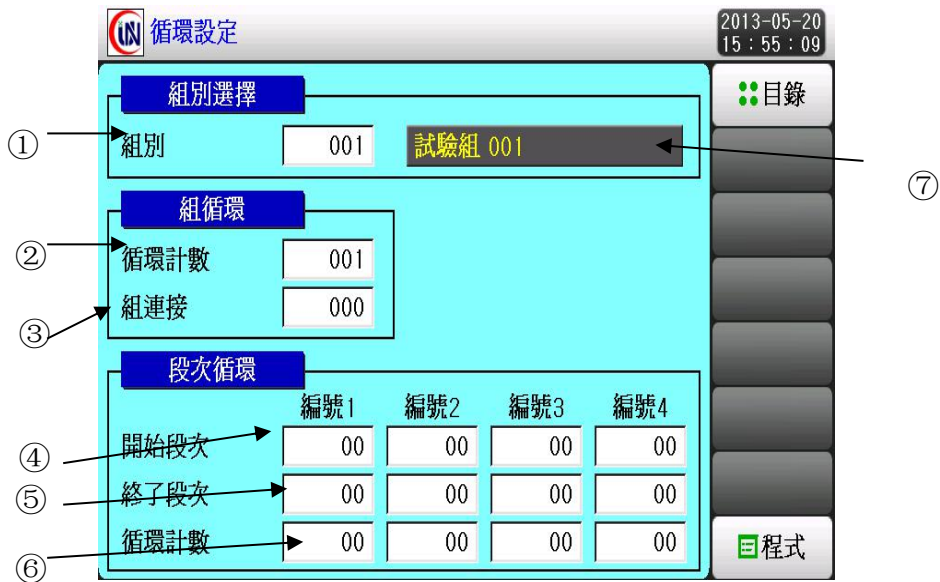 iN 循環設定
2013-05-20
15:55:09
組別選擇
目錄
① 組別 001 試驗組 001
⑦
組循環
② 循環計數 001
③ 組連接 000
段次循環
編號1 編號2 編號3 編號4
④ 開始段次 00 00 00 00
⑤ 終了段次 00 00 00 00
⑥ 循環計數 00 00 00 00
程式